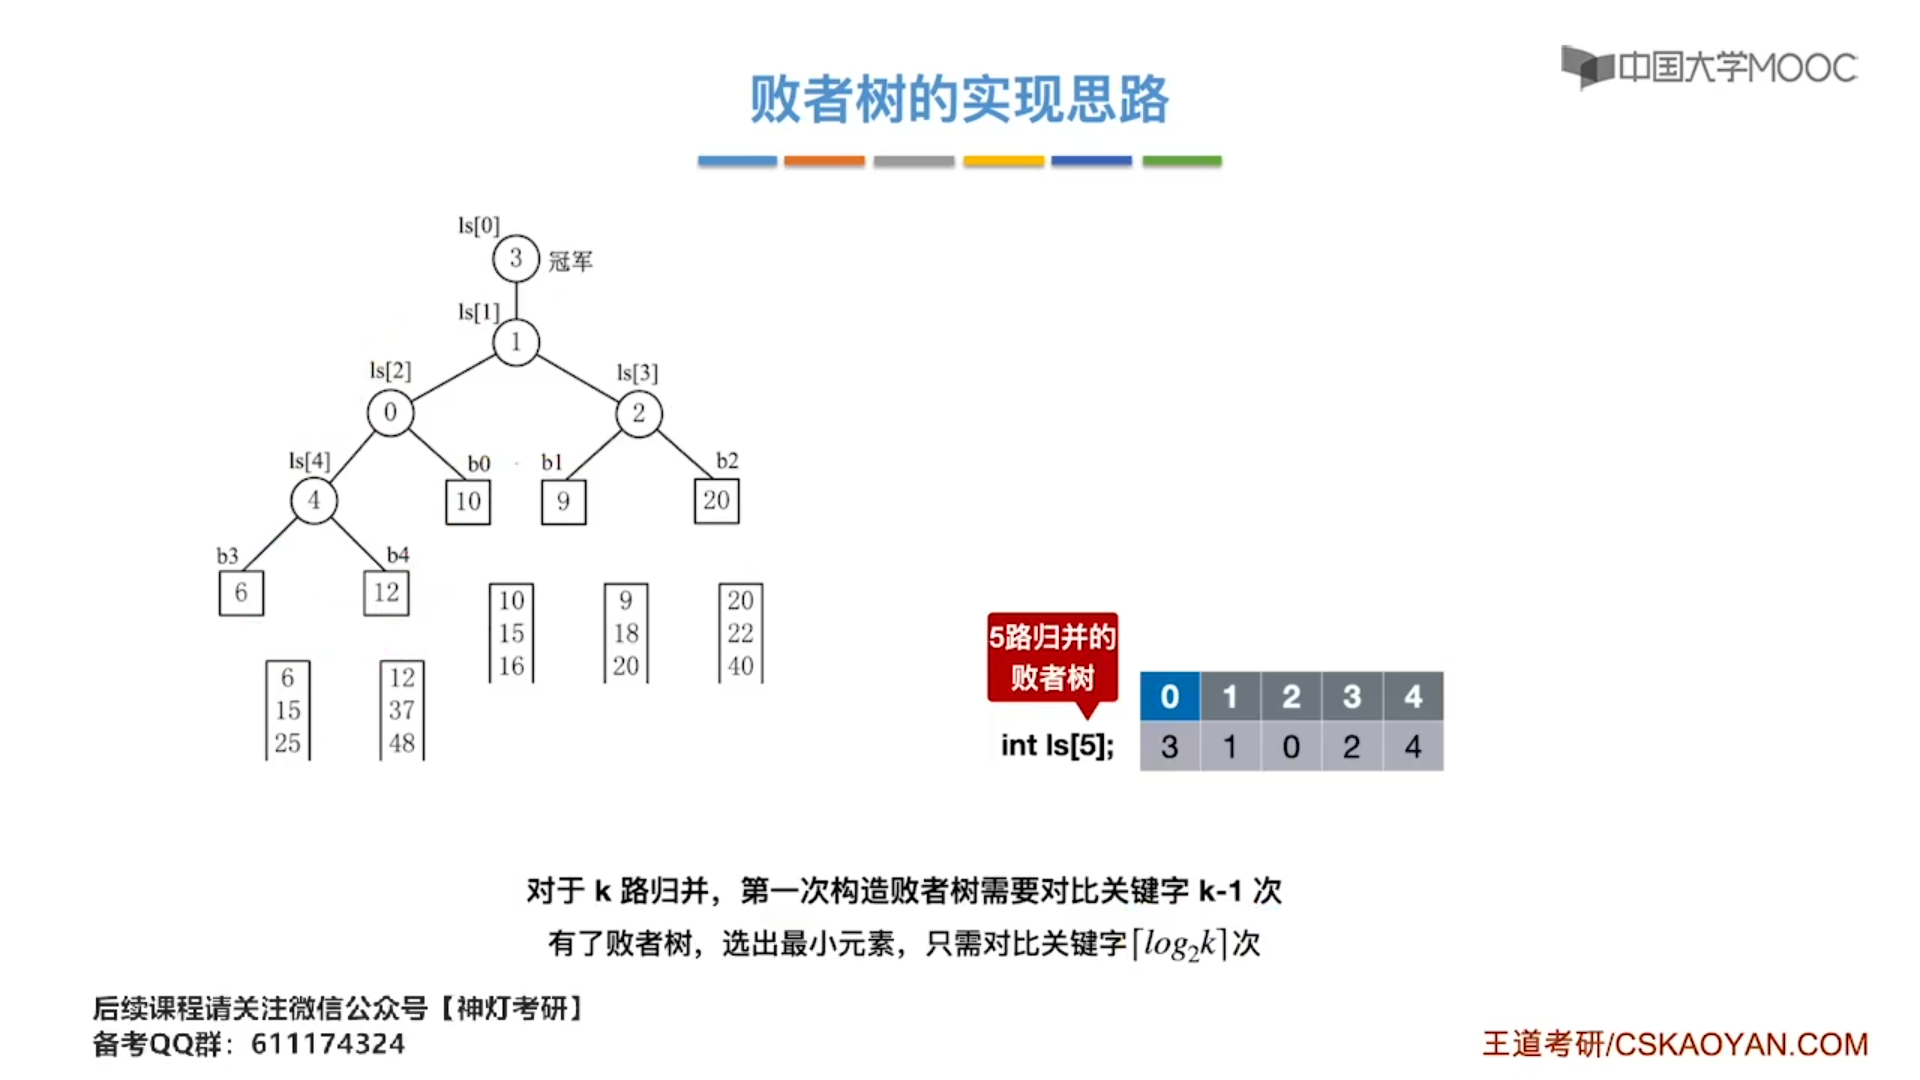 中国大学MOOC
败者树的实现思路
ls[0]
3 冠军
ls[1]
1
ls[2] ls[3]
0 2
ls[4] b0 b1 b2
4 10 9 20
b3 b4
6 12
10 9 20
15 18 22
16 20 40
6 12
15 37
25 48
5路归并的
败者树
0 1 2 3 4
int ls[5]; 3 1 0 2 4
对于 k 路归并，第一次构造败者树需要对比关键字 k-1 次
有了败者树，选出最小元素，只需对比关键字⌈log₂k⌉次
后续课程请关注微信公众号【神灯考研】
备考QQ群：611174324
王道考研/CSKAOYAN.COM